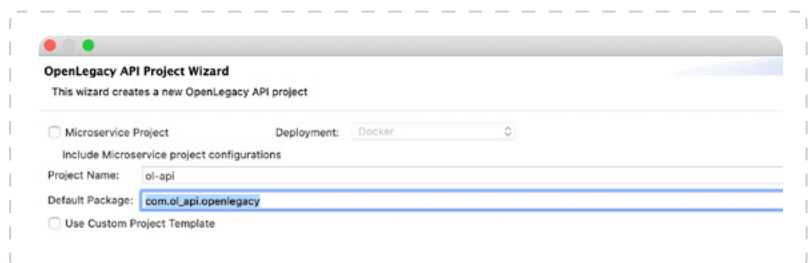 OpenLegacy API Project Wizard
This wizard creates a new OpenLegacy API project
Microservice Project Deployment: Docker
Include Microservice project configurations
Project Name: ol-api
Default Package: com.ol_api.openlegacy
Use Custom Project Template